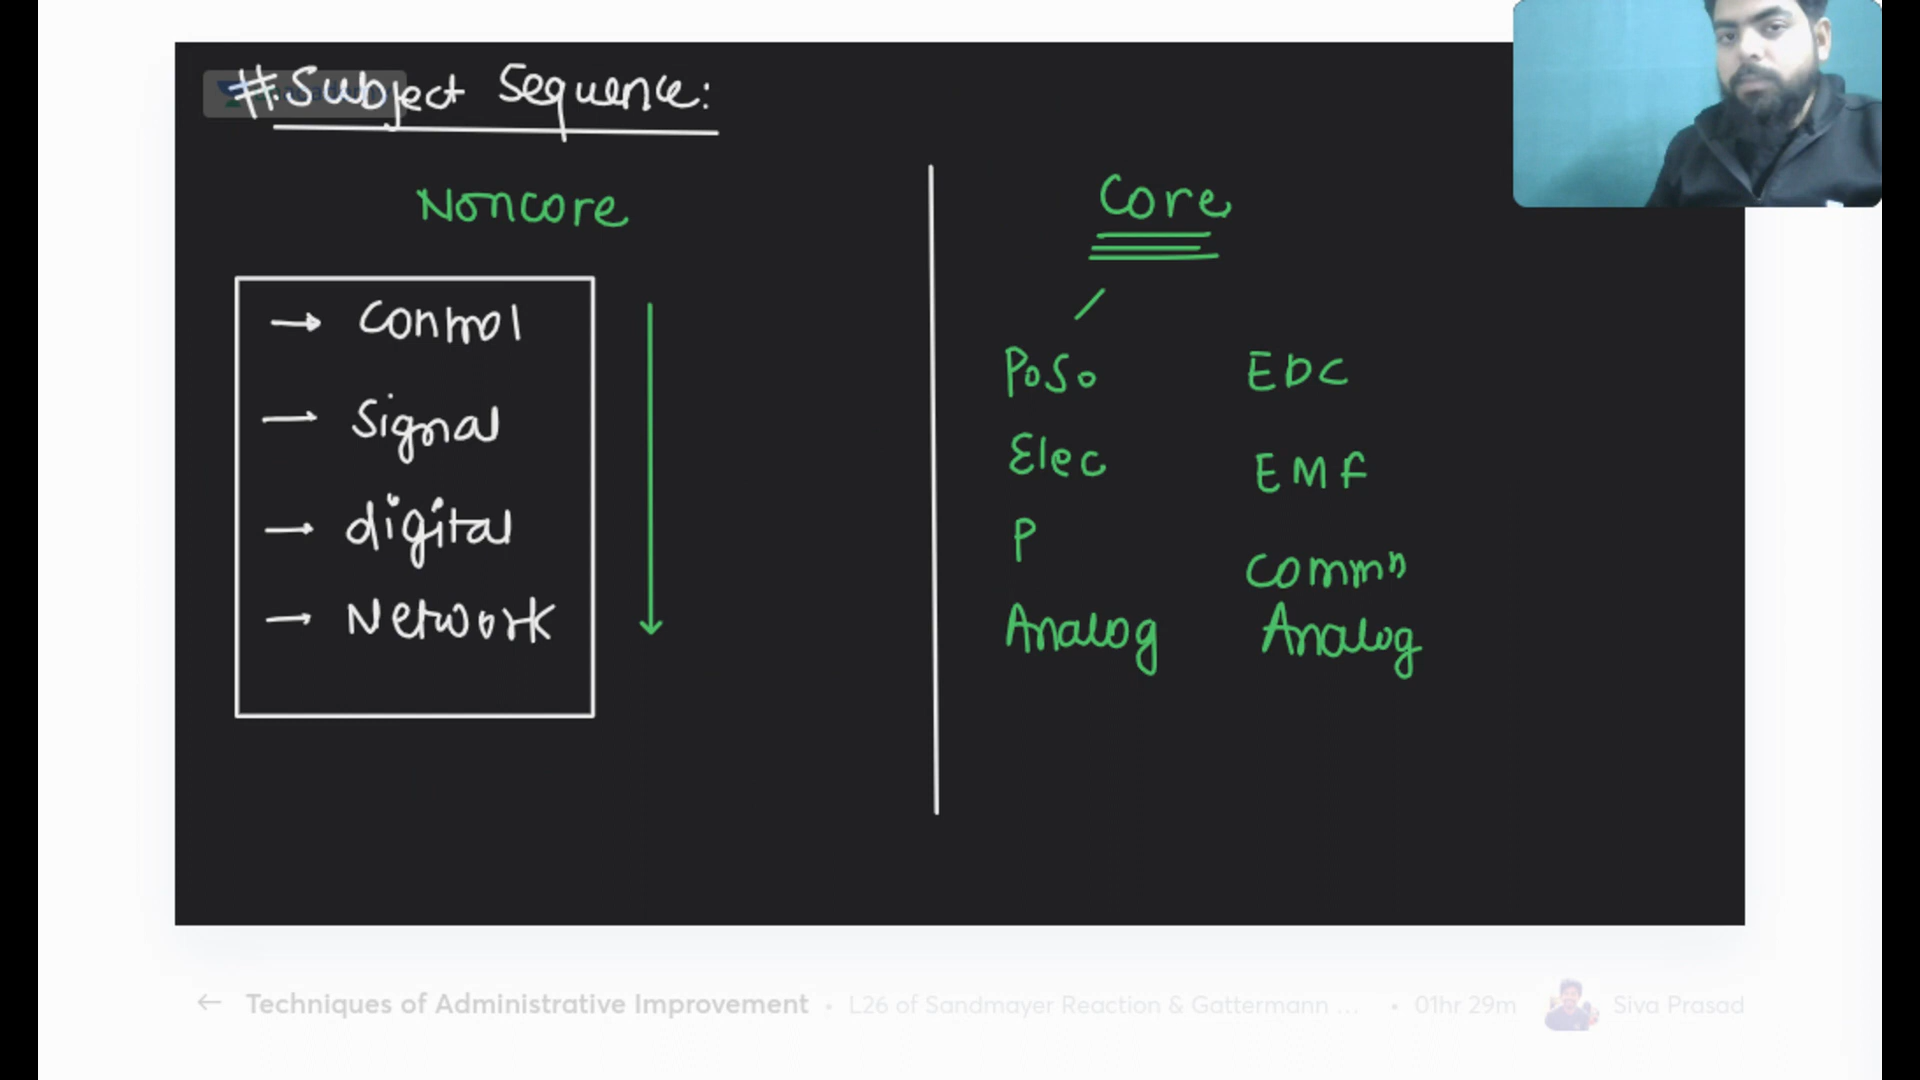 #.Subject Sequence:
Noncore
→ Control
→ Signal
→ digital
→ Network
Core
PoSo EDC
Elec EMF
P Commn
Analog Analog
← Techniques of Administrative Improvement • L26 of Sandmayer Reaction & Gattermann ... • 01hr 29m Siva Prasad